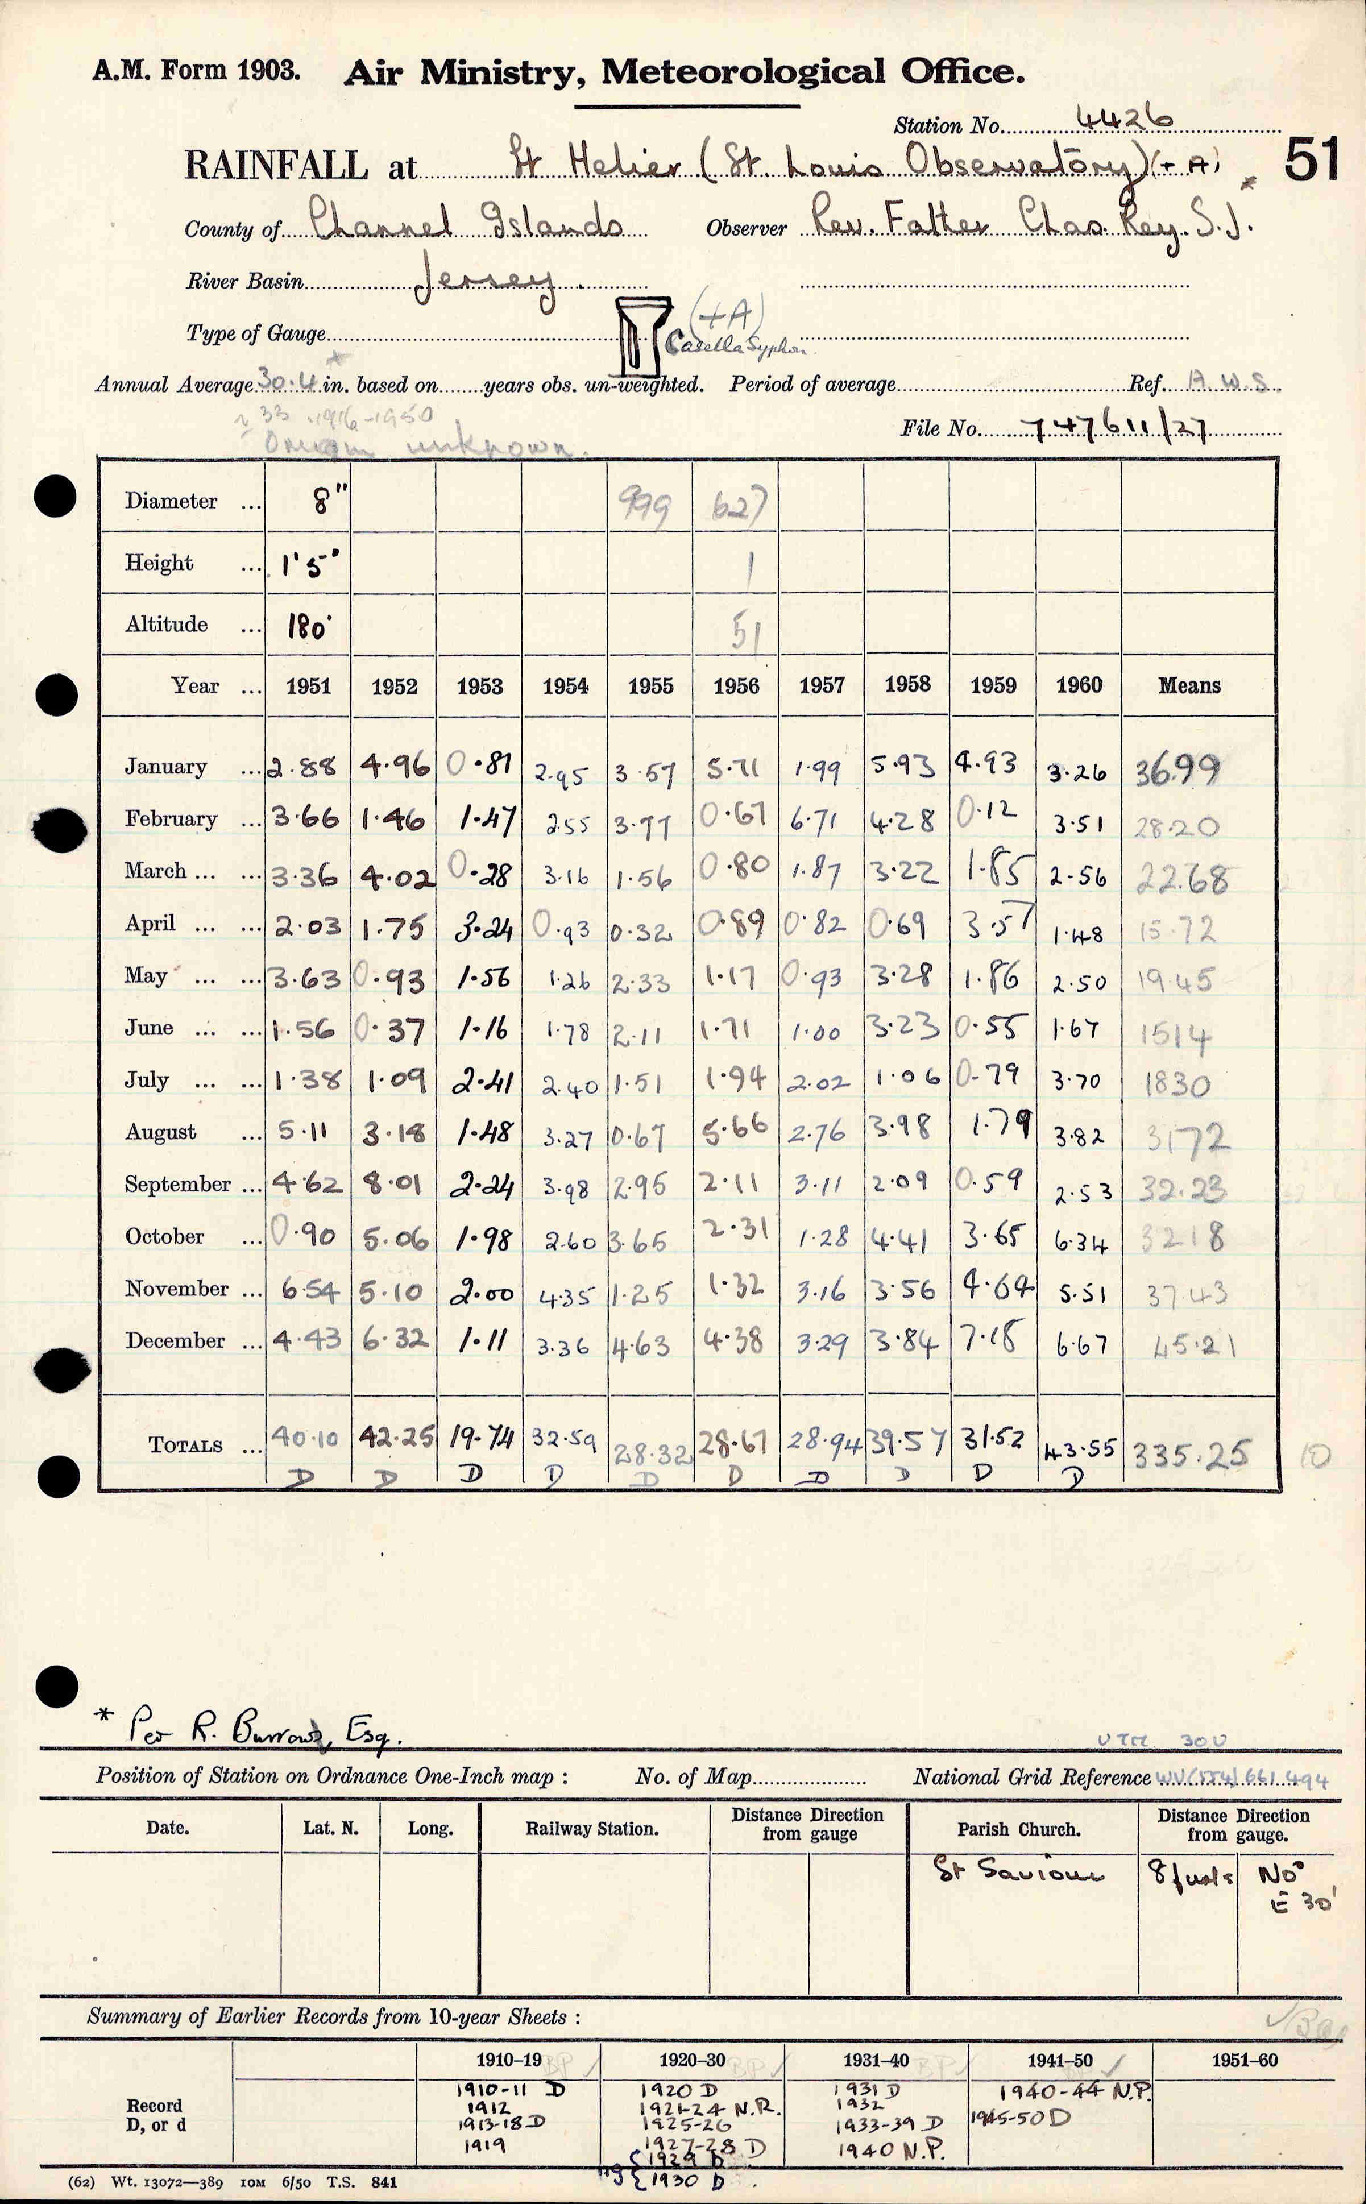 A.M. Form 1903. Air Ministry, Meteorological Office.
Station No. 4426
RAINFALL at St Helier (St. Louis Observatory) (+A) 51
County of Channel Islands Observer Rev. Father Chas. Rey. S.J. *
River Basin Jersey
Type of Gauge (+A) Casella Syphon
Annual Average 30.4 in. based on years obs. un-weighted. Period of average Ref. A.W.S.
33 1916-1950
Origin unknown.
File No. 747611/27
Diameter ... 8" 999 627
Height ... 1'5" 1
Altitude ... 180' 51
Year ... 1951 1952 1953 1954 1955 1956 1957 1958 1959 1960 Means
January ... 2.88 4.96 0.81 2.95 3.57 5.71 1.99 5.93 4.93 3.26 36.99
February ... 3.66 1.46 1.47 2.55 3.77 0.67 6.71 4.28 0.12 3.51 28.20
March ... ... 3.36 4.02 0.28 3.16 1.56 0.80 1.87 3.22 1.85 2.56 22.68
April ... ... 2.03 1.75 3.24 0.93 0.32 0.89 0.82 0.69 3.57 1.48 15.72
May ... ... 3.63 0.93 1.56 1.26 2.33 1.17 0.93 3.28 1.86 2.50 19.45
June ... ... 1.56 0.37 1.16 1.78 2.11 1.71 1.00 3.23 0.55 1.67 1514
July ... ... 1.38 1.09 2.41 2.40 1.51 1.94 2.02 1.06 0.79 3.70 1830
August ... 5.11 3.18 1.48 3.27 0.67 5.66 2.76 3.98 1.79 3.82 3172
September ... 4.62 8.01 2.24 3.98 2.95 2.11 3.11 2.09 0.59 2.53 32.23
October ... 0.90 5.06 1.98 2.60 3.65 2.31 1.28 4.41 3.65 6.34 3218
November ... 6.54 5.10 2.00 4.35 1.25 1.32 3.16 3.56 4.64 5.51 37.43
December ... 4.43 6.32 1.11 3.36 4.63 4.38 3.29 3.84 7.18 6.67 45.21
TOTALS ... 40.10 42.25 19.74 32.59 28.32 28.67 28.94 39.57 31.52 43.55 335.25 10
D D D D D D D D D D
* Per R. Burrows, Esq.
UTM 30U
Position of Station on Ordnance One-Inch map : No. of Map National Grid Reference WV(554) 661 494
Date. Lat. N. Long. Railway Station. Distance Direction from gauge Parish Church. Distance Direction from gauge.
St Saviour 8 furls No°
E 30'
Summary of Earlier Records from 10-year Sheets :
1910-19 1920-30 1931-40 1941-50 1951-60
BP BP BP
Record D, or d
1910-11 D 1920 D 1931 D 1940-44 N.P.
1912 1921-24 N.R. 1932 1945-50 D
1913-18 D 1925-26 1933-39 D
1919 1927-28 D 1940 N.P.
1929 D
1930 D
(62) Wt. 13072—389 10M 6/50 T.S. 841